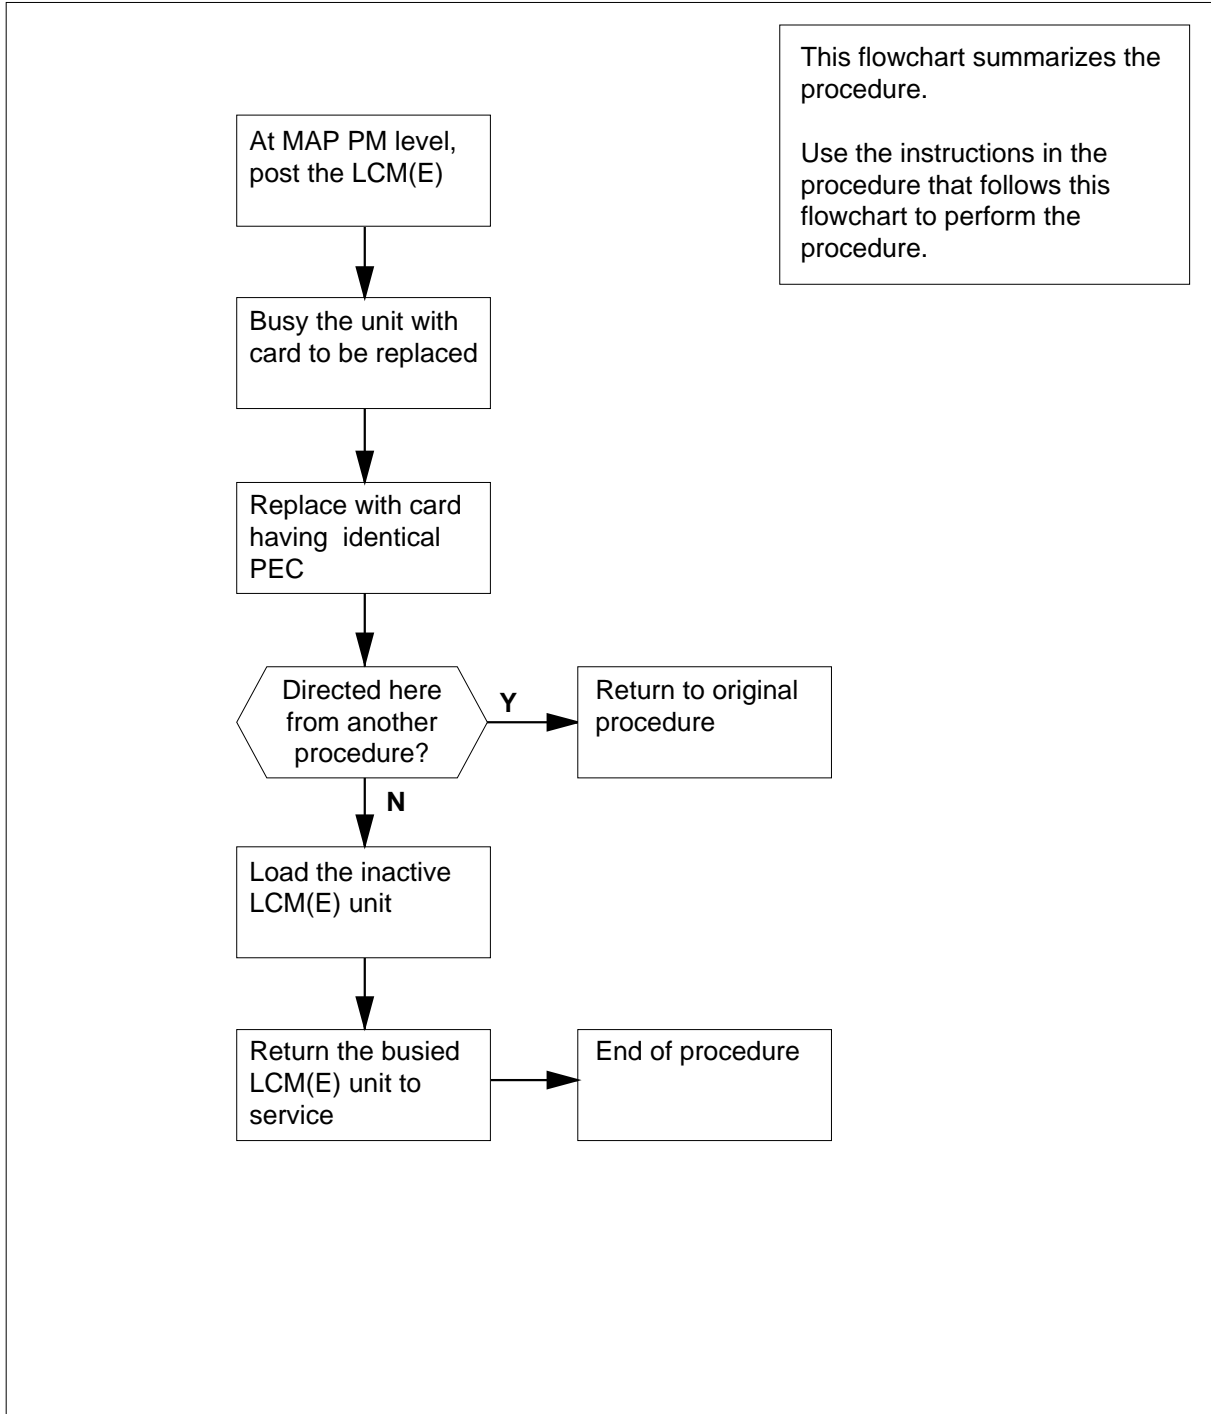 This flowchart summarizes the
procedure.
Use the instructions in the
procedure that follows this
flowchart to perform the
procedure.
At MAP PM level,
post the LCM(E)
Busy the unit with
card to be replaced
Replace with card
having identical
PEC
Directed here
from another
procedure?
Y
Return to original
procedure
N
Load the inactive
LCM(E) unit
Return the busied
LCM(E) unit to
service
End of procedure